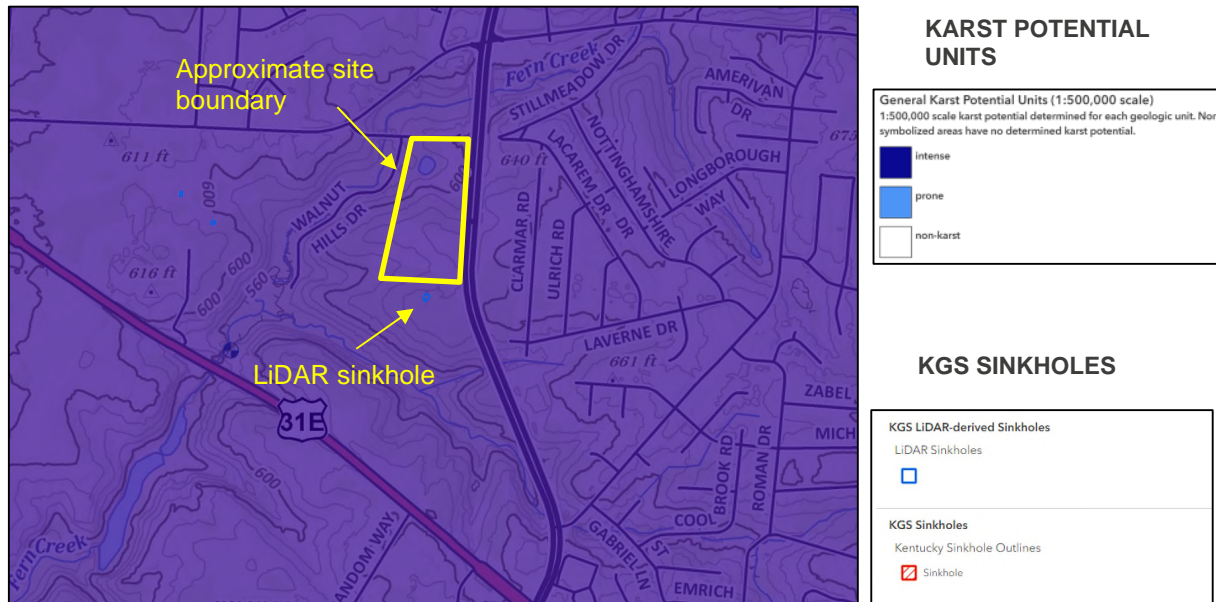 KARST POTENTIAL
UNITS
General Karst Potential Units (1:500,000 scale)
1:500,000 scale karst potential determined for each geologic unit. Non
symbolized areas have no determined karst potential.
intense
prone
non-karst
KGS SINKHOLES
KGS LiDAR-derived Sinkholes
LiDAR Sinkholes
KGS Sinkholes
Kentucky Sinkhole Outlines
Sinkhole
Approximate site
boundary
LiDAR sinkhole
Fern Creek
STILLMEADOW DR
AMERIVAN
DR
675
NOTTINGHAMSHIRE
LACAREM DR
DR
LONGBOROUGH
WAY
640 ft
600
611 ft
600
WALNUT
HILLS DR
CLARMAR RD
ULRICH RD
616 ft
600
560
600
LAVERNE DR
661 ft
31E
ZABEL
MICH
600
BROOK RD
ROMAN DR
COOL
ST
GABRIEL LN
EMRICH
ANDOM WAY
Fern Creek